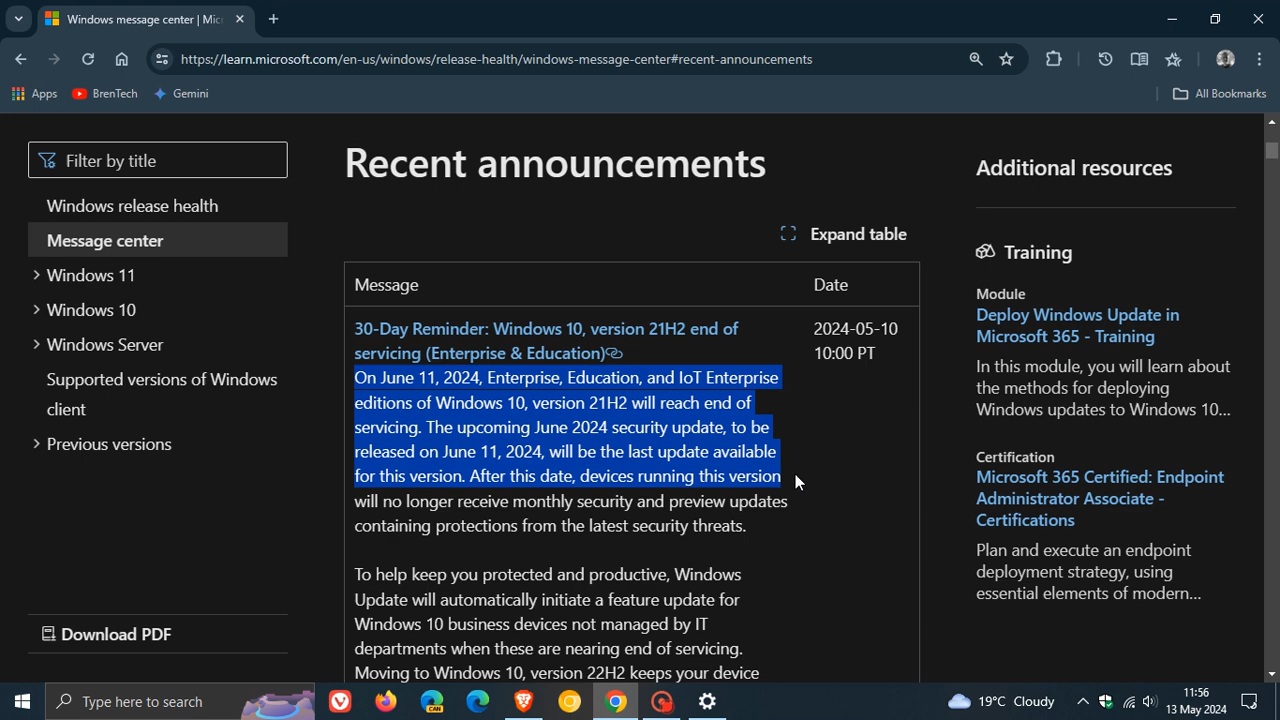 Windows message center | Mic
https://learn.microsoft.com/en-us/windows/release-health/windows-message-center#recent-announcements
Apps
BrenTech
Gemini
All Bookmarks
Filter by title
Windows release health
Message center
Windows 11
Windows 10
Windows Server
Supported versions of Windows
client
Previous versions
Download PDF
Recent announcements
Expand table
Message
Date
30-Day Reminder: Windows 10, version 21H2 end of
servicing (Enterprise & Education)
2024-05-10
10:00 PT
On June 11, 2024, Enterprise, Education, and IoT Enterprise
editions of Windows 10, version 21H2 will reach end of
servicing. The upcoming June 2024 security update, to be
released on June 11, 2024, will be the last update available
for this version. After this date, devices running this version
will no longer receive monthly security and preview updates
containing protections from the latest security threats.
To help keep you protected and productive, Windows
Update will automatically initiate a feature update for
Windows 10 business devices not managed by IT
departments when these are nearing end of servicing.
Moving to Windows 10, version 22H2 keeps your device
Additional resources
Training
Module
Deploy Windows Update in
Microsoft 365 - Training
In this module, you will learn about
the methods for deploying
Windows updates to Windows 10...
Certification
Microsoft 365 Certified: Endpoint
Administrator Associate -
Certifications
Plan and execute an endpoint
deployment strategy, using
essential elements of modern...
Type here to search
CAN
19°C Cloudy
11:56
13 May 2024